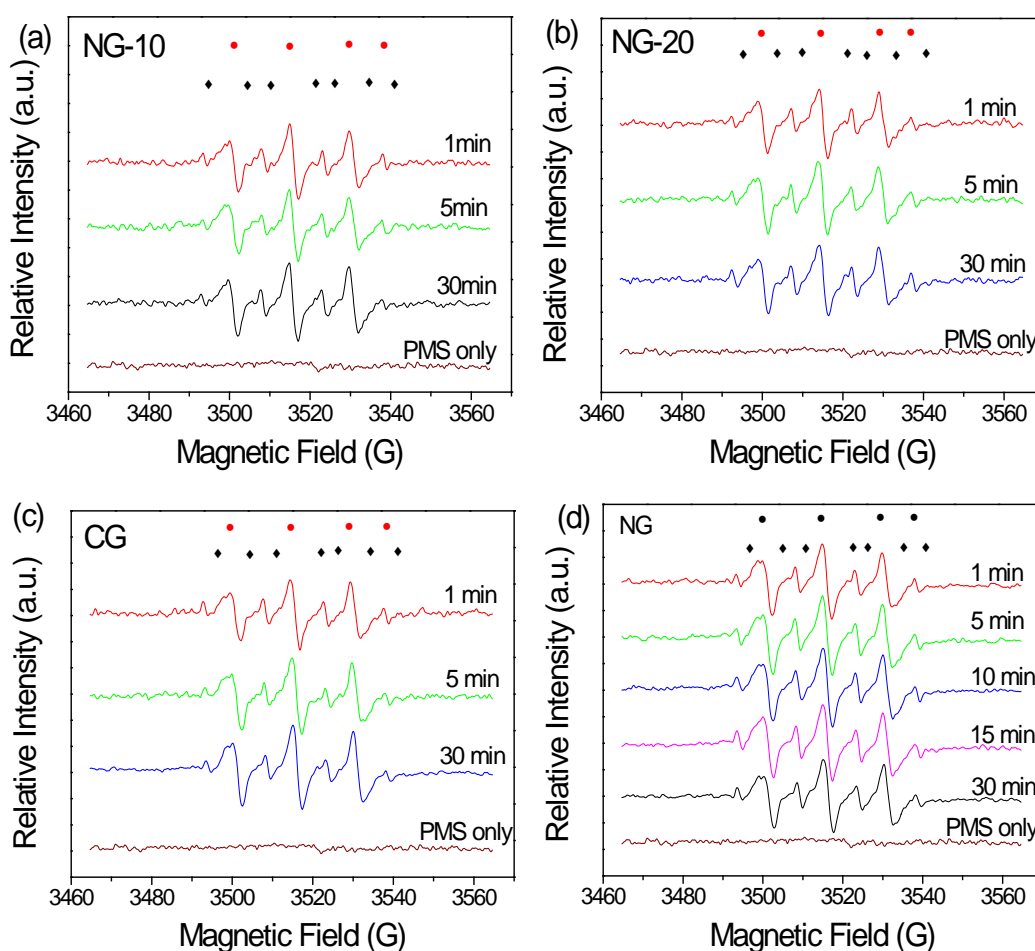 (a) NG-10
1min
5min
30min
PMS only
Relative Intensity (a.u.)
3460 3480 3500 3520 3540 3560
Magnetic Field (G)
(b) NG-20
1 min
5 min
30 min
PMS only
Relative Intensity (a.u.)
3460 3480 3500 3520 3540 3560
Magnetic Field (G)
(c) CG
1 min
5 min
30 min
PMS only
Relative Intensity (a.u.)
3460 3480 3500 3520 3540 3560
Magnetic Field (G)
(d) NG
1 min
5 min
10 min
15 min
30 min
PMS only
Relative Intensity (a.u.)
3460 3480 3500 3520 3540 3560
Magnetic Field (G)